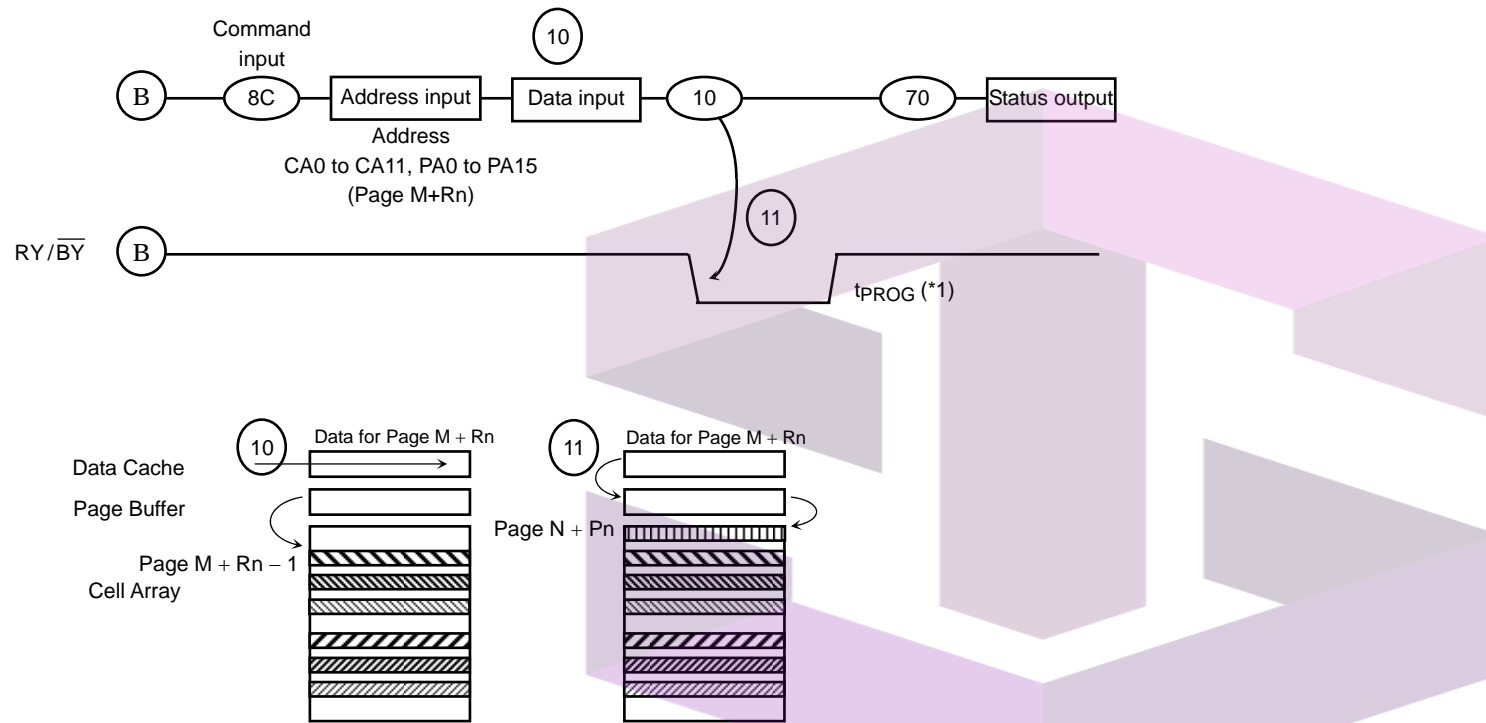 Command
input
10
B
8C
Address input
Data input
10
70
Status output
Address
CA0 to CA11, PA0 to PA15
(Page M+Rn)
11
RY/BY
B
tPROG (*1)
10
Data for Page M + Rn
11
Data for Page M + Rn
Data Cache
Page Buffer
Page N + Pn
Page M + Rn − 1
Cell Array